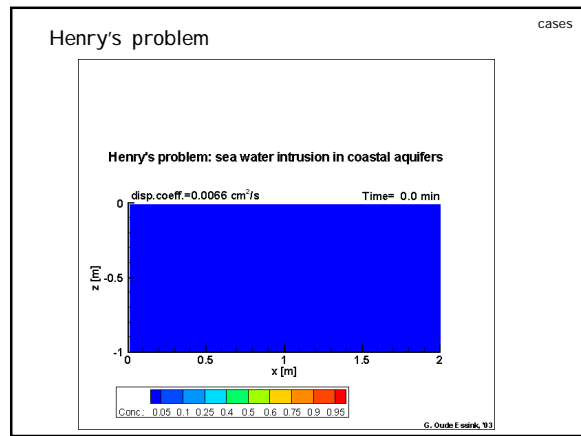 cases
Henry's problem
Henry's problem: sea water intrusion in coastal aquifers
disp.coeff.=0.0066 cm²/s Time= 0.0 min
0
z [m]
-0.5
-1
0 0.5 1 1.5 2
x [m]
Conc.: 0.05 0.1 0.25 0.4 0.5 0.6 0.75 0.9 0.95
G. Oude Essink, '03